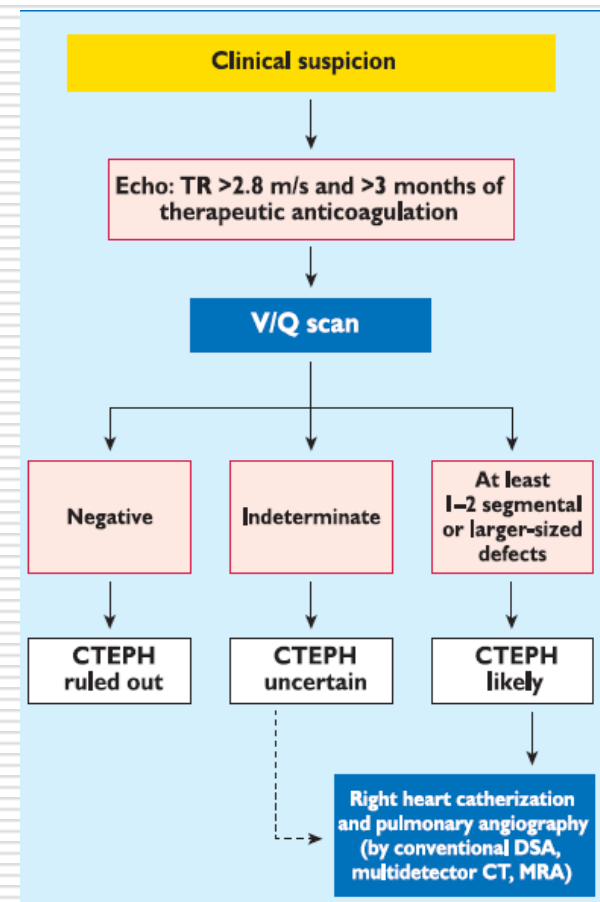 Clinical suspicion
Echo: TR >2.8 m/s and >3 months of
therapeutic anticoagulation
V/Q scan
Negative
Indeterminate
At least
1–2 segmental
or larger-sized
defects
CTEPH
ruled out
CTEPH
uncertain
CTEPH
likely
Right heart catherization
and pulmonary angiography
(by conventional DSA,
multidetector CT, MRA)